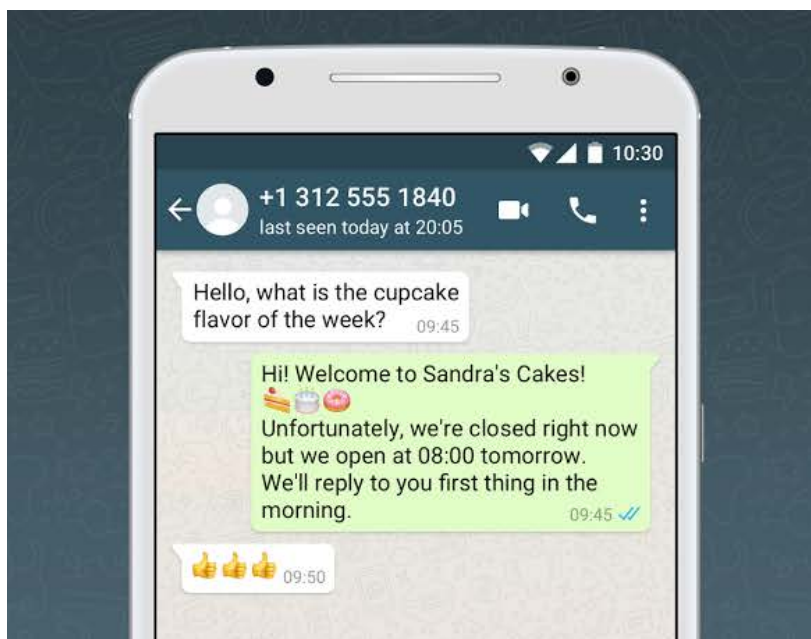 10:30
+1 312 555 1840
last seen today at 20:05
Hello, what is the cupcake
flavor of the week? 09:45
Hi! Welcome to Sandra's Cakes!
🍰🎂🍩
Unfortunately, we're closed right now
but we open at 08:00 tomorrow.
We'll reply to you first thing in the
morning. 09:45
👍👍👍 09:50